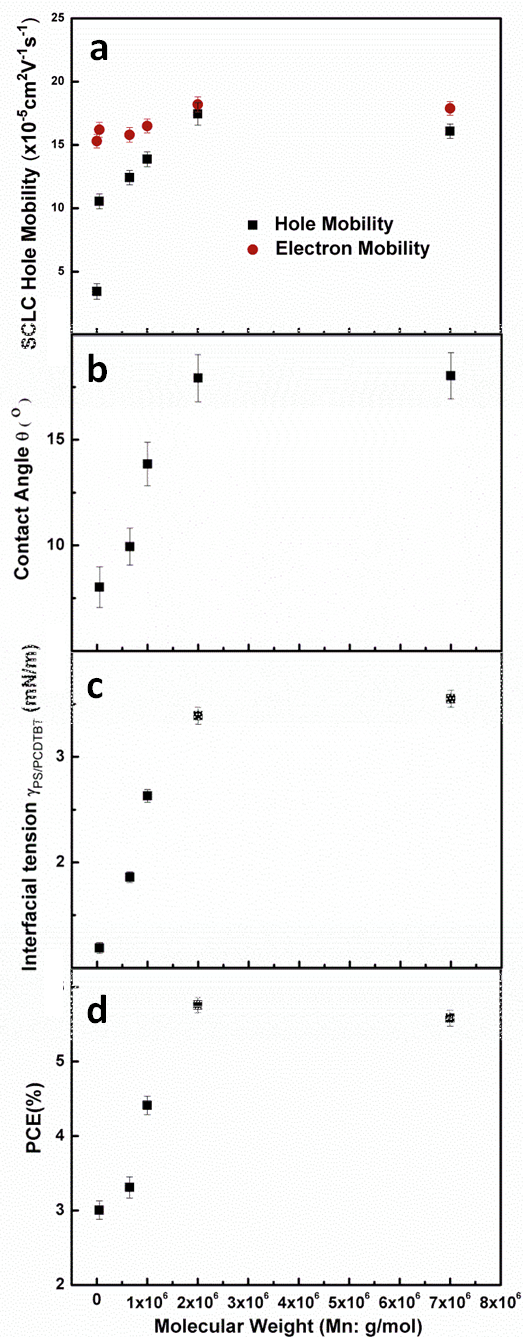 a
25
20
15
10
5
SCLC Hole Mobility (x10⁻⁵cm²V⁻¹s⁻¹)
Hole Mobility
Electron Mobility
b
15
10
Contact Angle θ (°)
c
3
2
Interfacial tension γPS/PCDTBT (mN/m)
d
5
4
3
2
PCE(%)
0 1x10⁶ 2x10⁶ 3x10⁶ 4x10⁶ 5x10⁶ 6x10⁶ 7x10⁶ 8x10⁶
Molecular Weight (Mn: g/mol)